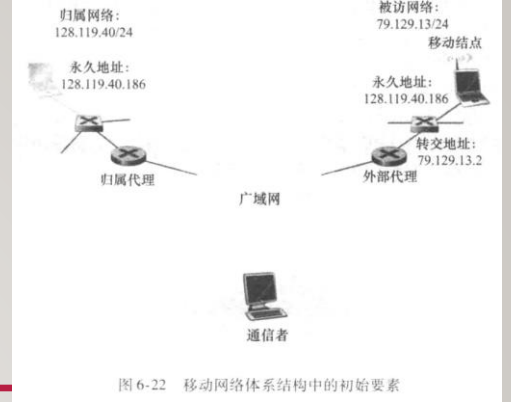 归属网络：
128.119.40/24
永久地址：
128.119.40.186
归属代理
被访网络：
79.129.13/24
移动结点
永久地址：
128.119.40.186
转交地址：
79.129.13.2
外部代理
广域网
通信者
图6-22 移动网络体系结构中的初始要素